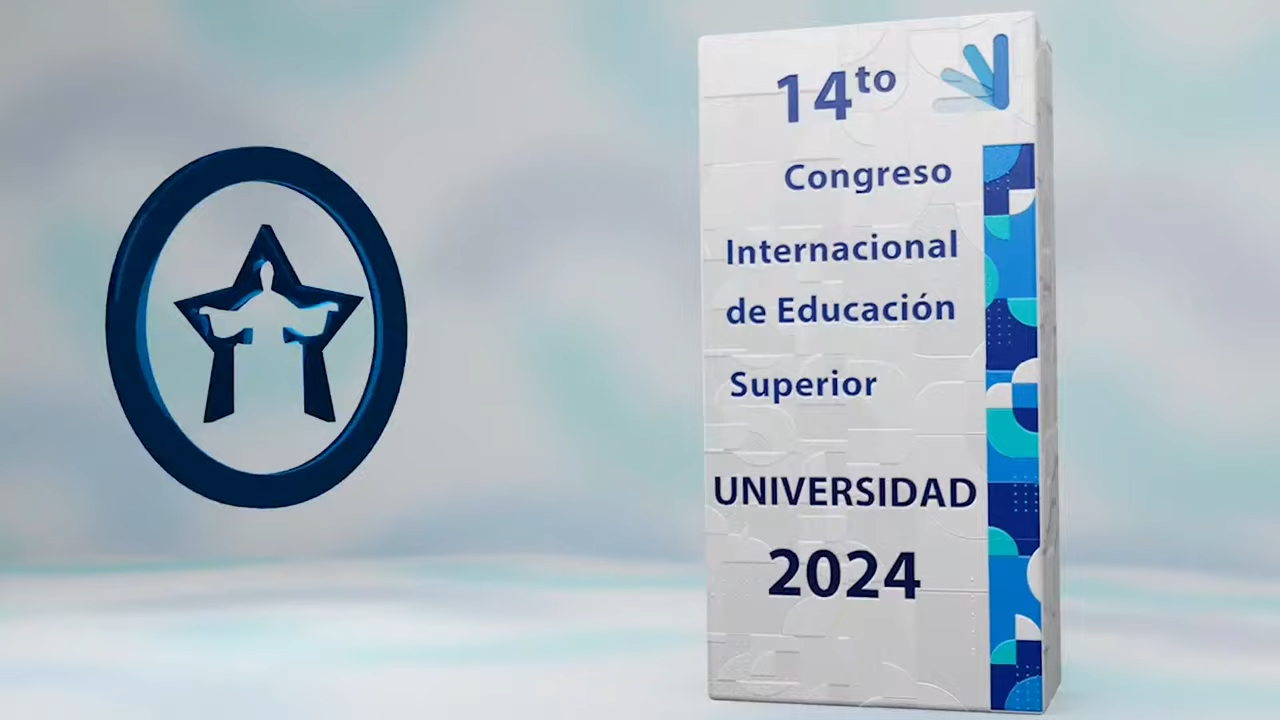 14to
Congreso
Internacional
de Educación
Superior
UNIVERSIDAD
2024